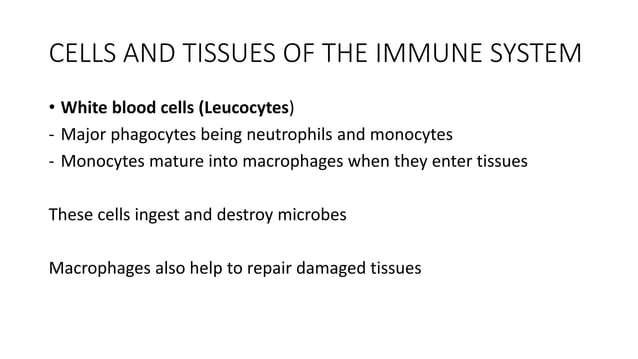 CELLS AND TISSUES OF THE IMMUNE SYSTEM
• White blood cells (Leucocytes)
- Major phagocytes being neutrophils and monocytes
- Monocytes mature into macrophages when they enter tissues
These cells ingest and destroy microbes
Macrophages also help to repair damaged tissues